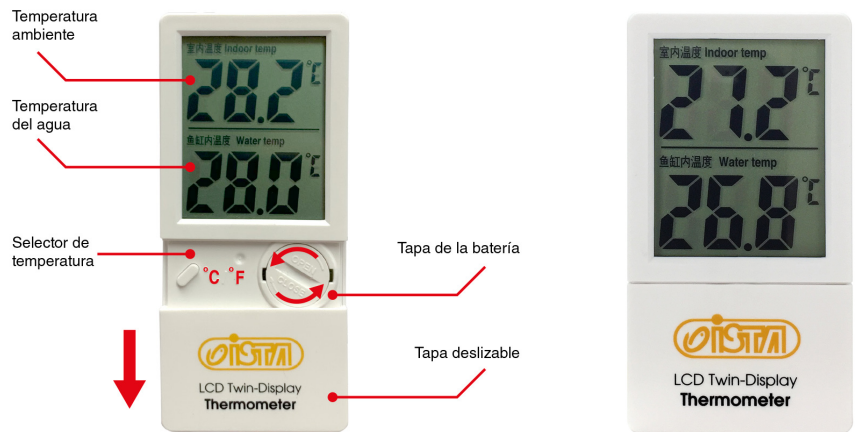 Temperatura
ambiente
Temperatura
del agua
Selector de
temperatura
室内温度 Indoor temp
28.2 °C
鱼缸内温度 Water temp
28.0 °C
°C °F
OPEN
CLOSE
ISTA
LCD Twin-Display
Thermometer
Tapa de la batería
Tapa deslizable
室内温度 Indoor temp
27.2 °C
鱼缸内温度 Water temp
26.8 °C
ISTA
LCD Twin-Display
Thermometer